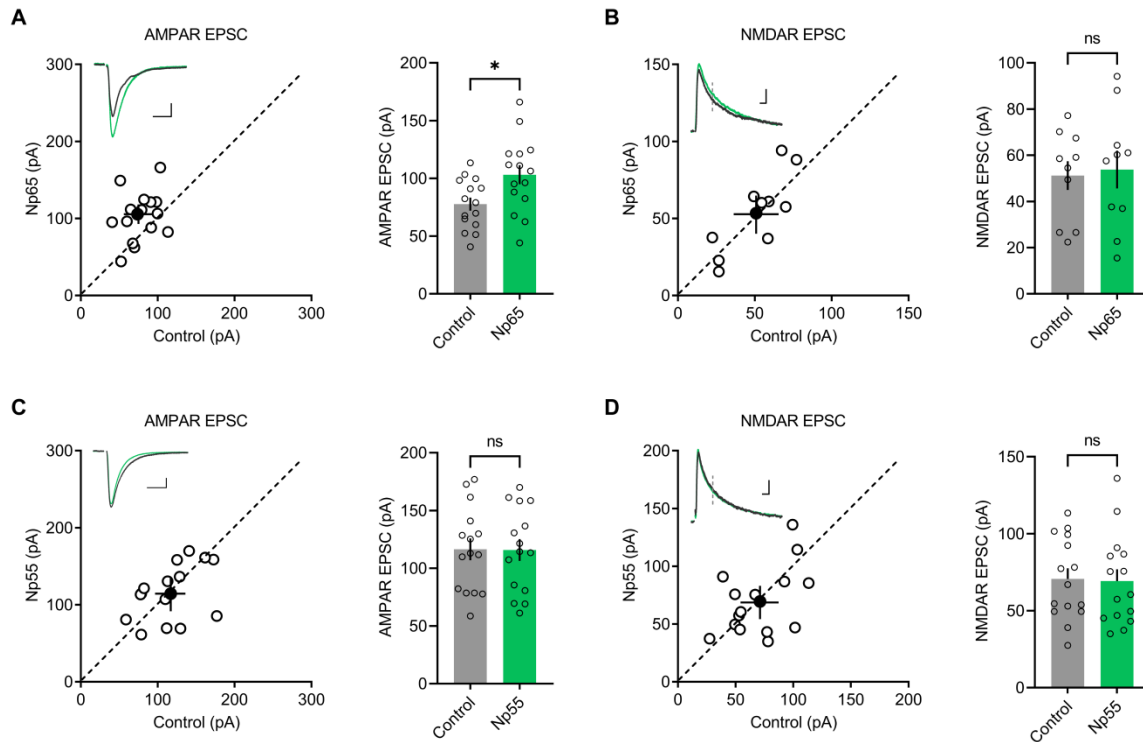 A
AMPAR EPSC
300
200
100
0
0
100
200
300
Np65 (pA)
Control (pA)
200
150
100
50
0
AMPAR EPSC (pA)
*
Control
Np65
B
NMDAR EPSC
150
100
50
0
0
50
100
150
Np65 (pA)
Control (pA)
100
80
60
40
20
0
NMDAR EPSC (pA)
ns
Control
Np65
C
AMPAR EPSC
300
200
100
0
0
100
200
300
Np55 (pA)
Control (pA)
200
150
100
50
0
AMPAR EPSC (pA)
ns
Control
Np55
D
NMDAR EPSC
200
150
100
50
0
0
50
100
150
200
Np55 (pA)
Control (pA)
150
100
50
0
NMDAR EPSC (pA)
ns
Control
Np55